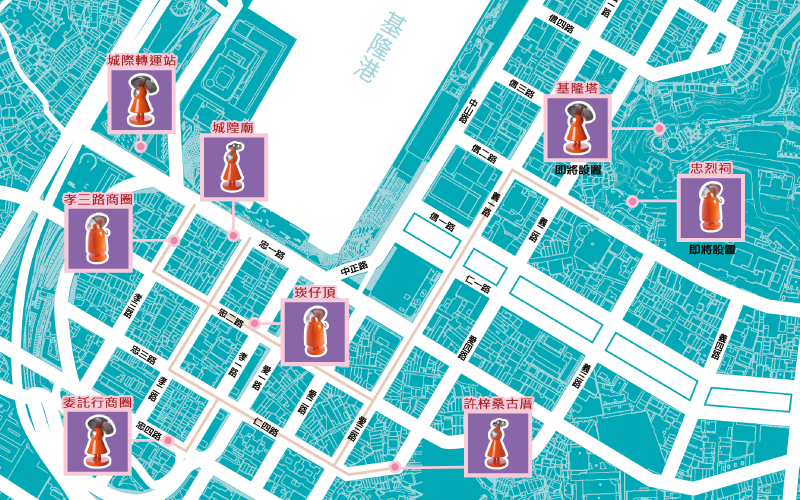 基隆港
信四路
城際轉運站
信三路
基隆塔
中山路
城隍廟
信二路
即將設置
忠烈祠
孝三路商圈
義一路
信一路
義二路
忠一路
即將設置
中正路
仁一路
崁仔頂
孝三路
忠二路
愛四路
義四路
忠三路
孝一路
愛一路
孝二路
愛二路
義三路
委託行商圈
許梓桑古厝
忠四路
仁四路
愛三路